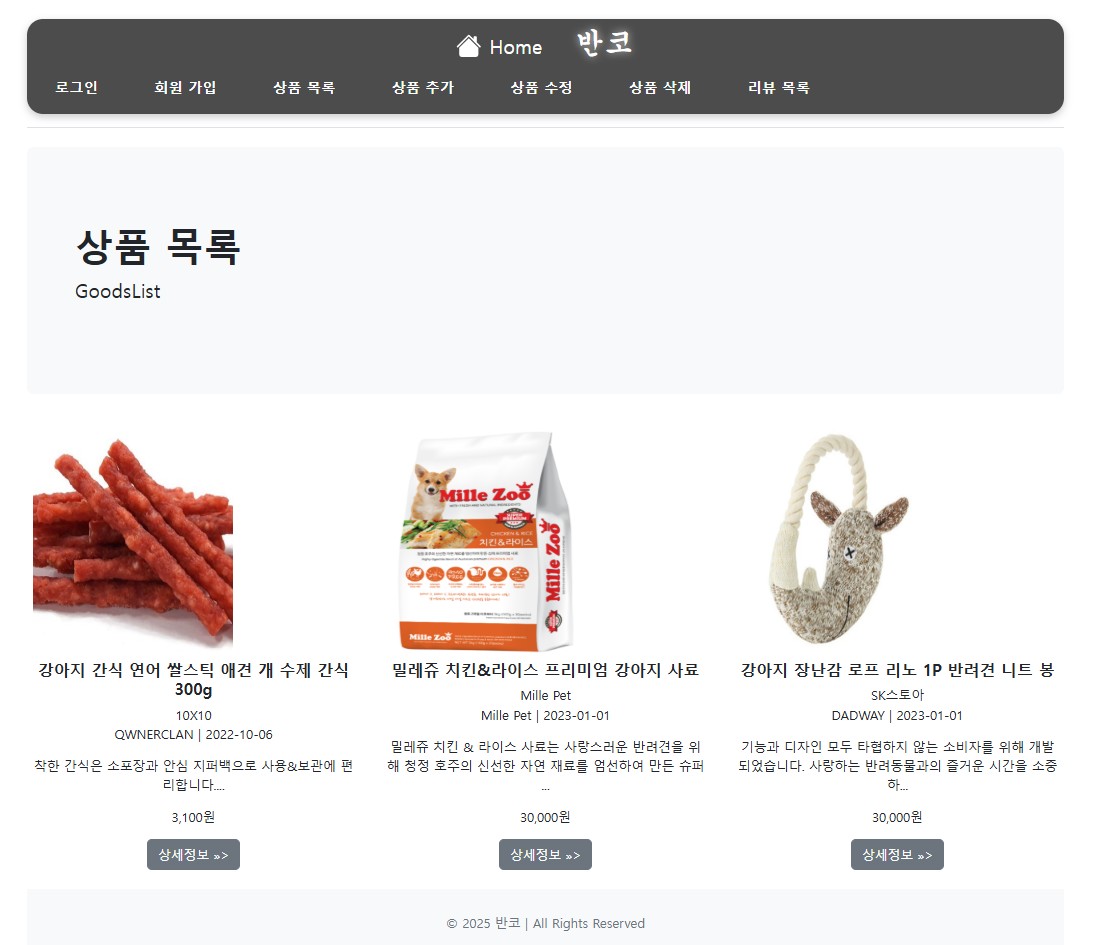 Home 반코
로그인 회원 가입 상품 목록 상품 추가 상품 수정 상품 삭제 리뷰 목록
상품 목록
GoodsList
Mille Zoo
WITH FRESH AND NATURAL INGREDIENTS
SUPER PREMIUM
CHICKEN & RICE
치킨&라이스
Mille Zoo
Mille Zoo
강아지 간식 연어 쌀스틱 애견 개 수제 간식
300g
10X10
QWNERCLAN | 2022-10-06
착한 간식은 소포장과 안심 지퍼백으로 사용&보관에 편
리합니다....
3,100원
상세정보 »>
밀레쥬 치킨&라이스 프리미엄 강아지 사료
Mille Pet
Mille Pet | 2023-01-01
밀레쥬 치킨 & 라이스 사료는 사랑스러운 반려견을 위
해 청정 호주의 신선한 자연 재료를 엄선하여 만든 슈퍼
...
30,000원
상세정보 »>
강아지 장난감 로프 리노 1P 반려견 니트 봉
SK스토아
DADWAY | 2023-01-01
기능과 디자인 모두 타협하지 않는 소비자를 위해 개발
되었습니다. 사랑하는 반려동물과의 즐거운 시간을 소중
하...
30,000원
상세정보 »>
© 2025 반코 | All Rights Reserved